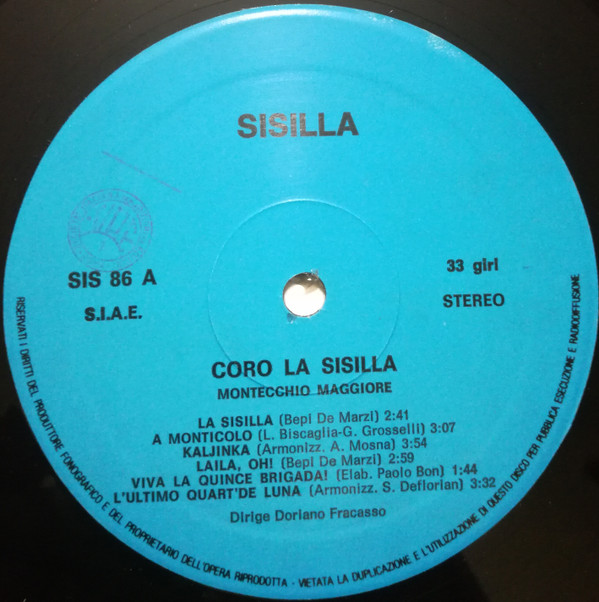 SISILLA
SIS 86 A
S.I.A.E.
33 giri
STEREO
CORO LA SISILLA
MONTECCHIO MAGGIORE
LA SISILLA (Bepi De Marzi) 2:41
A MONTICOLO (L. Biscaglia-G. Grosselli) 3:07
KALJINKA (Armonizz. A. Mosna) 3:54
LAILA, OH! (Bepi De Marzi) 2:59
VIVA LA QUINCE BRIGADA! (Elab. Paolo Bon) 1:44
L'ULTIMO QUART'DE LUNA (Armonizz. S. Deflorian) 3:32
Dirige Doriano Fracasso
RISERVATI I DIRITTI DEL PRODUTTORE FONOGRAFICO E DEL PROPRIETARIO DELL'OPERA RIPRODOTTA - VIETATA LA DUPLICAZIONE E L'UTILIZZAZIONE DI QUESTO DISCO PER PUBBLICA ESECUZIONE E RADIODIFFUSIONE